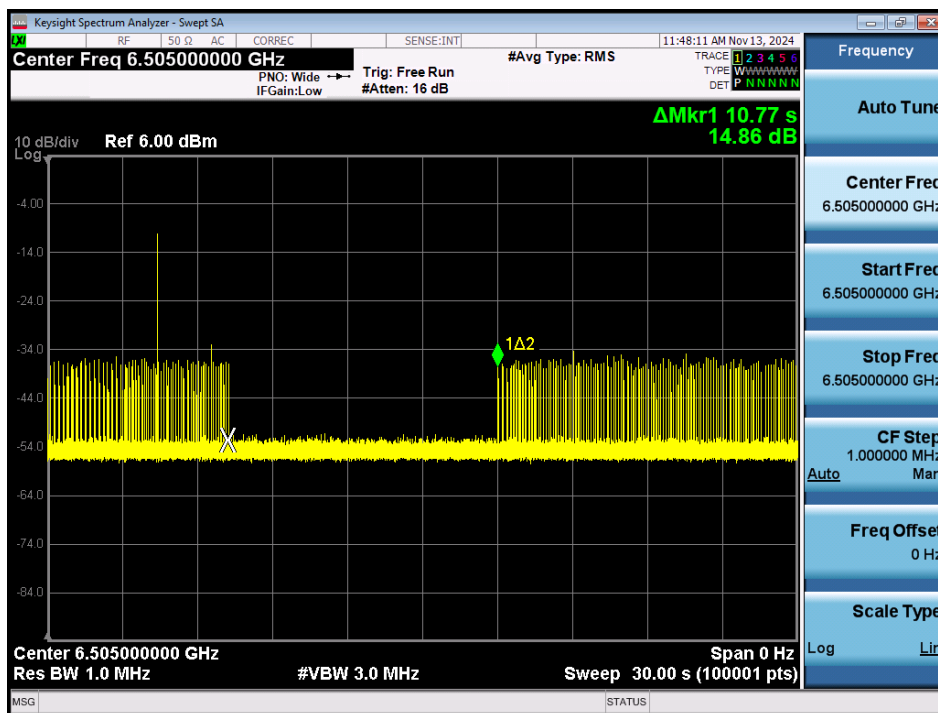 Keysight Spectrum Analyzer - Swept SA
LXI RF 50 Ω AC CORREC SENSE:INT 11:48:11 AM Nov 13, 2024
Center Freq 6.505000000 GHz
#Avg Type: RMS
TRACE 1 2 3 4 5 6
PNO: Wide
Trig: Free Run
TYPE WWWWWW
IFGain:Low
#Atten: 16 dB
DET P N N N N N
ΔMkr1 10.77 s
14.86 dB
10 dB/div Ref 6.00 dBm
Log
-4.00
-14.0
-24.0
-34.0
-44.0
-54.0
-64.0
-74.0
-84.0
1Δ2
X
Center 6.505000000 GHz Span 0 Hz
Res BW 1.0 MHz #VBW 3.0 MHz Sweep 30.00 s (100001 pts)
MSG STATUS
Frequency
Auto Tune
Center Freq
6.505000000 GHz
Start Freq
6.505000000 GHz
Stop Freq
6.505000000 GHz
CF Step
1.000000 MHz
Auto Man
Freq Offset
0 Hz
Scale Type
Log Lin